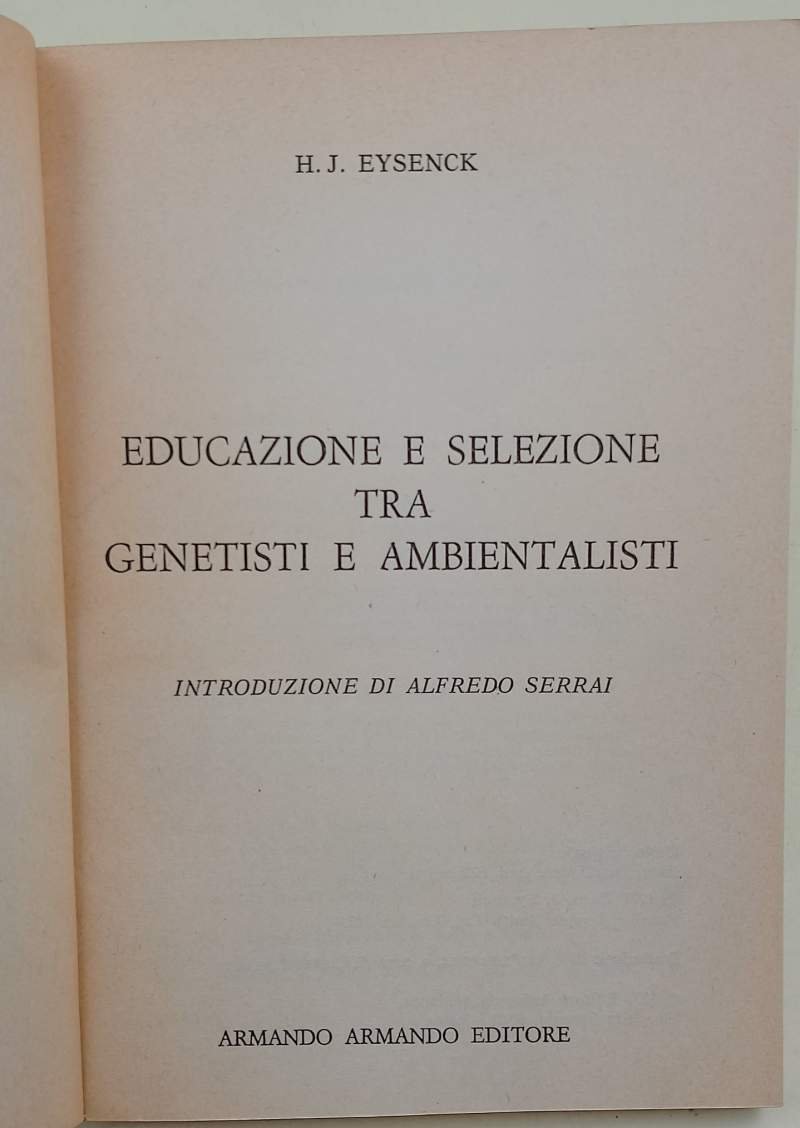 H. J. EYSENCK
EDUCAZIONE E SELEZIONE
TRA
GENETISTI E AMBIENTALISTI
INTRODUZIONE DI ALFREDO SERRAI
ARMANDO ARMANDO EDITORE